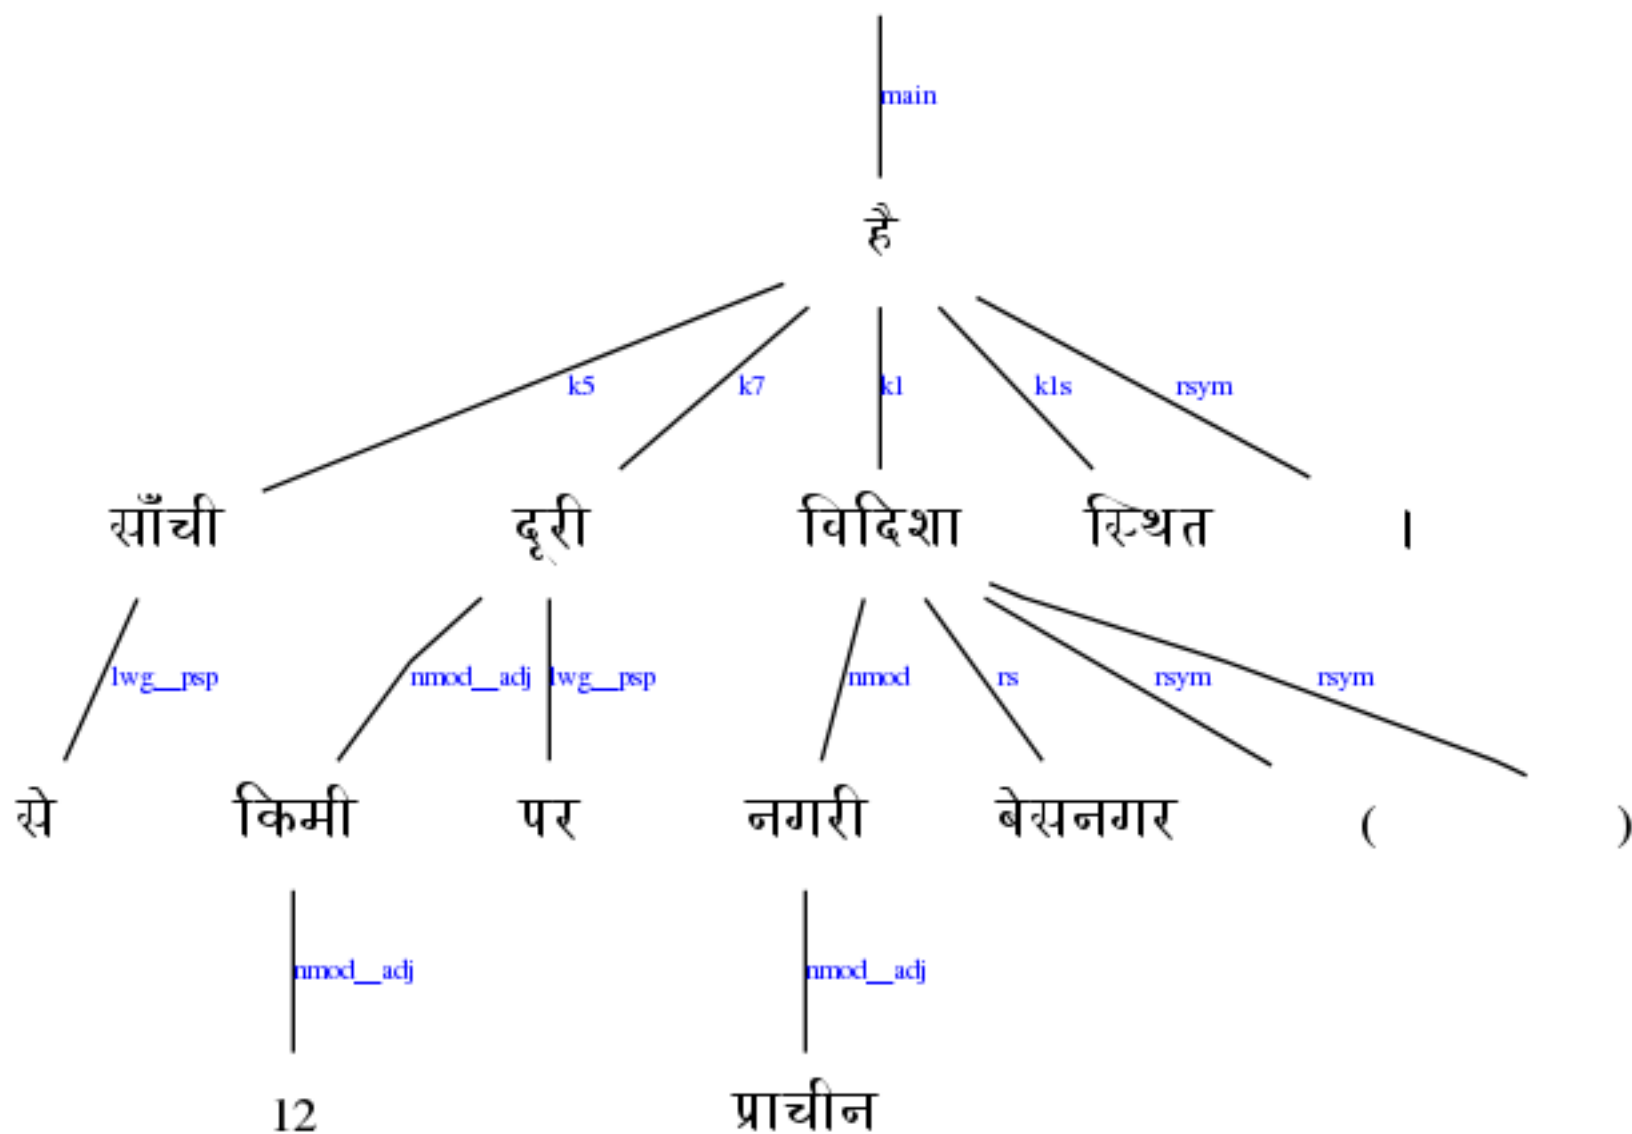 main
है
k5 k7 k1 k1s rsym
साँची दूरी विदिशा स्थित ।
lwg__psp nmod__adj lwg__psp nmod rs rsym rsym
से किमी पर नगरी बेसनगर ( )
nmod__adj nmod__adj
12 प्राचीन